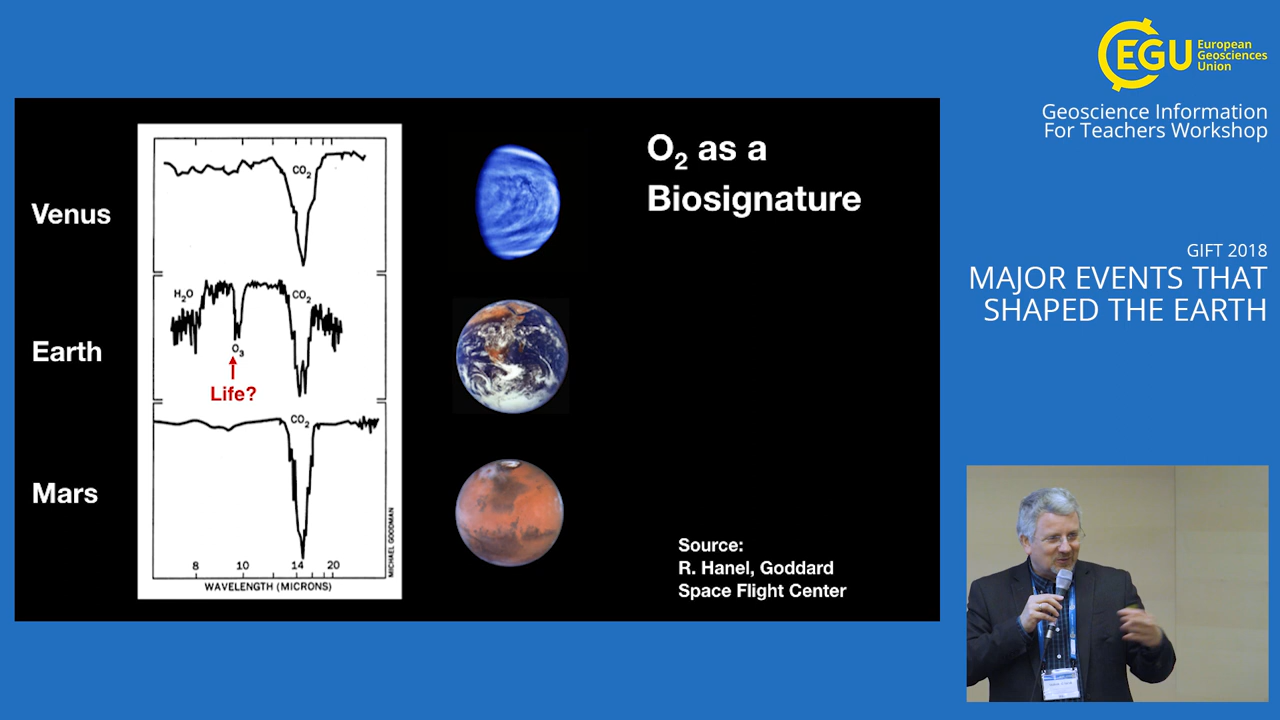 EGU
European
Geosciences
Union
Geoscience Information
For Teachers Workshop
GIFT 2018
MAJOR EVENTS THAT
SHAPED THE EARTH
O₂ as a
Biosignature
Venus
CO₂
Earth
H₂O
CO₂
O₃
Life?
Mars
CO₂
8 10 14 20
WAVELENGTH (MICRONS)
MICHAEL GOODMAN
Source:
R. Hanel, Goddard
Space Flight Center